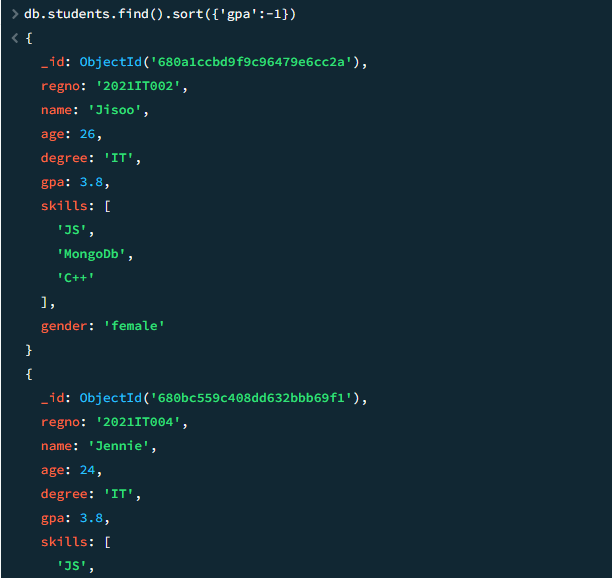 db.students.find().sort({'gpa':-1})
{
_id: ObjectId('680a1ccbd9f9c96479e6cc2a'),
regno: '2021IT002',
name: 'Jisoo',
age: 26,
degree: 'IT',
gpa: 3.8,
skills: [
'JS',
'MongoDb',
'C++'
],
gender: 'female'
}
{
_id: ObjectId('680bc559c408dd632bbb69f1'),
regno: '2021IT004',
name: 'Jennie',
age: 24,
degree: 'IT',
gpa: 3.8,
skills: [
'JS',